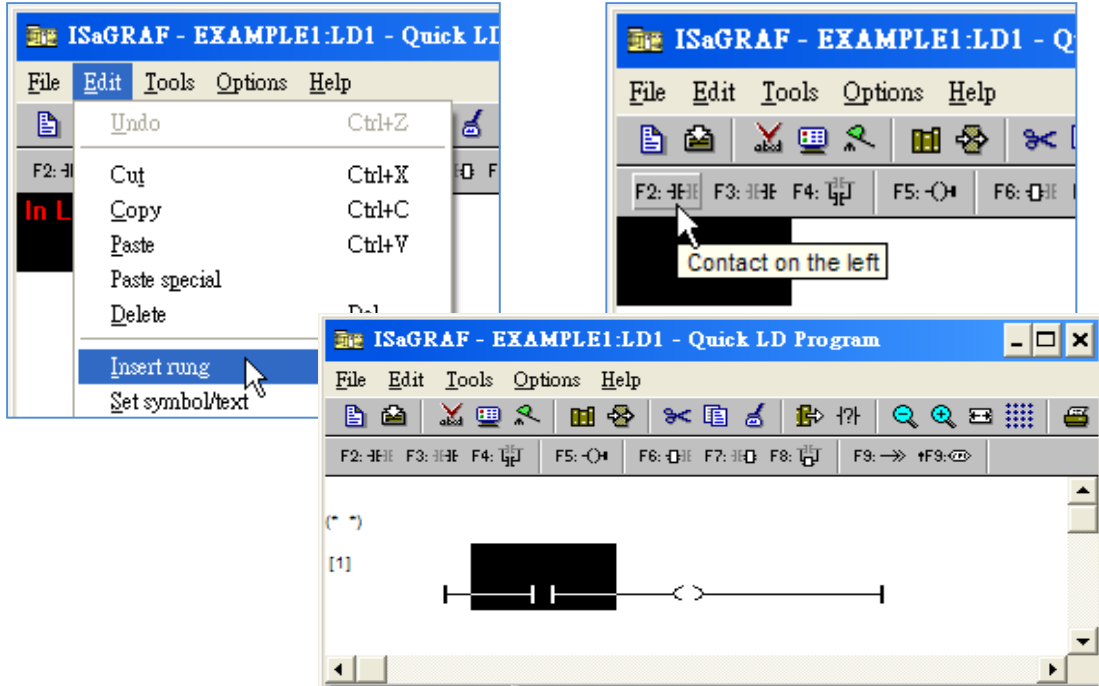 ISaGRAF - EXAMPLE1:LD1 - Quick LD
File Edit Tools Options Help
Undo Ctrl+Z
F2:
F
In L
Cut Ctrl+X
Copy Ctrl+C
Paste Ctrl+V
Paste special
Delete Del
Insert rung
Set symbol/text
ISaGRAF - EXAMPLE1:LD1 - Q
File Edit Tools Options Help
abcd
F2: F3: F4: F5: F6:
Contact on the left
ISaGRAF - EXAMPLE1:LD1 - Quick LD Program
File Edit Tools Options Help
abcd
F2: F3: F4: F5: F6: F7: F8: F9: ↑F9:
(* *)
[1]